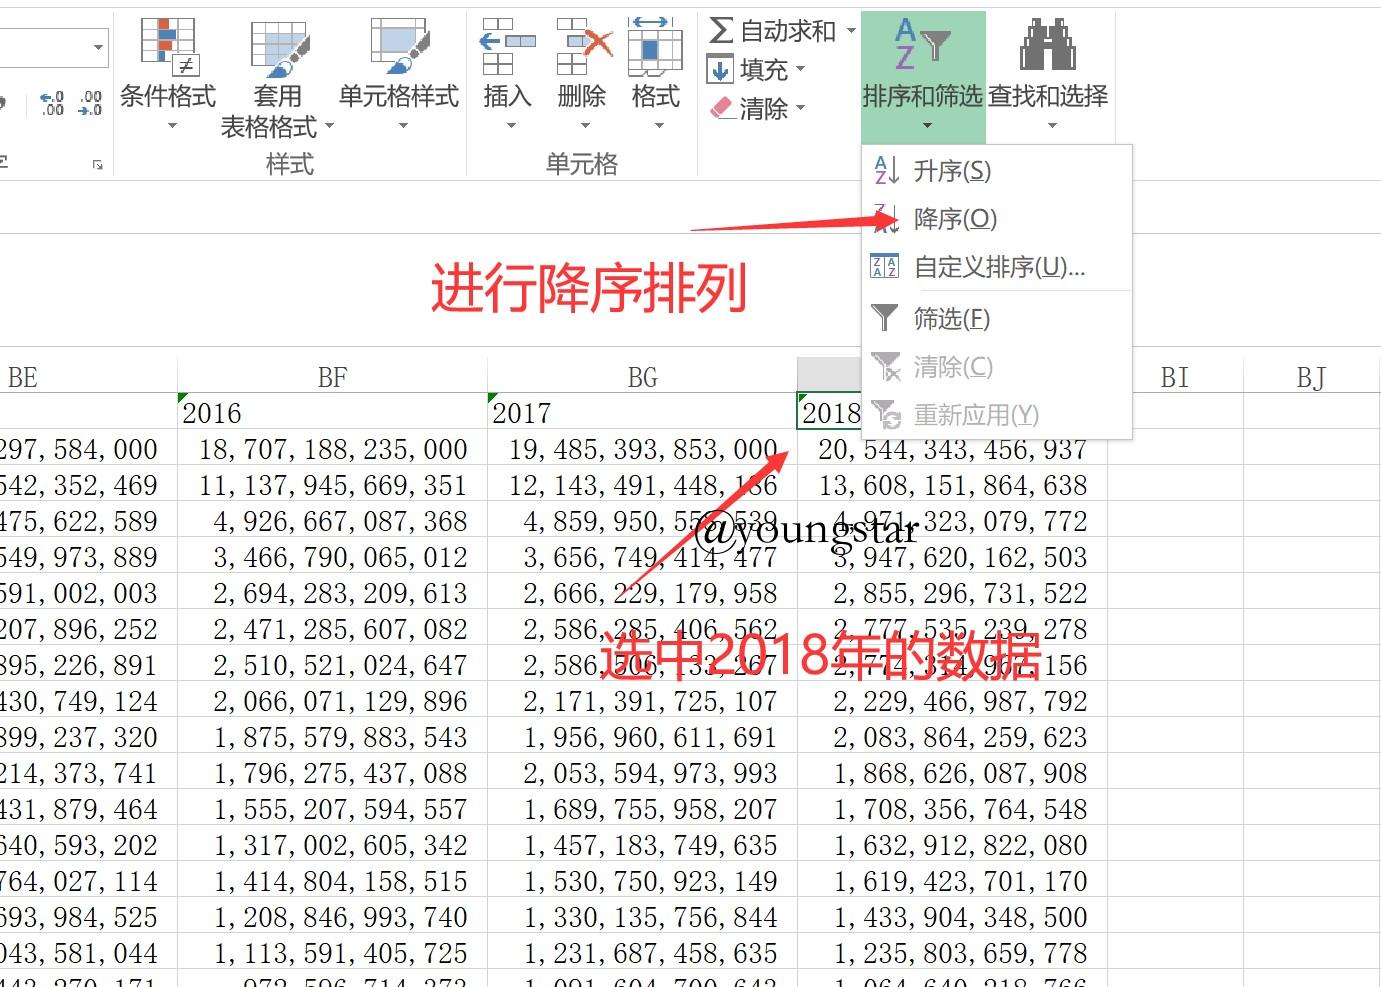 条件格式
套用
表格格式
单元格样式
样式
插入
删除
格式
单元格
自动求和
填充
清除
排序和筛选
查找和选择
升序(S)
降序(O)
自定义排序(U)...
筛选(F)
清除(C)
重新应用(Y)
进行降序排列
BE BF BG BI BJ
2016 2017 2018
297,584,000 18,707,188,235,000 19,485,393,853,000 20,544,343,456,937
542,352,469 11,137,945,669,351 12,143,491,448,186 13,608,151,864,638
475,622,589 4,926,667,087,368 4,859,950,558,539 4,971,323,079,772
@youngstar
549,973,889 3,466,790,065,012 3,656,749,414,477 3,947,620,162,503
591,002,003 2,694,283,209,613 2,666,229,179,958 2,855,296,731,522
207,896,252 2,471,285,607,082 2,586,285,406,562 2,777,535,239,278
选中2018年的数据
895,226,891 2,510,521,024,647 2,586,506,133,267 2,774,314,967,156
430,749,124 2,066,071,129,896 2,171,391,725,107 2,229,466,987,792
899,237,320 1,875,579,883,543 1,956,960,611,691 2,083,864,259,623
214,373,741 1,796,275,437,088 2,053,594,973,993 1,868,626,087,908
431,879,464 1,555,207,594,557 1,689,755,958,207 1,708,356,764,548
640,593,202 1,317,002,605,342 1,457,183,749,635 1,632,912,822,080
764,027,114 1,414,804,158,515 1,530,750,923,149 1,619,423,701,170
693,984,525 1,208,846,993,740 1,330,135,756,844 1,433,904,348,500
043,581,044 1,113,591,405,725 1,231,687,458,635 1,235,803,659,778